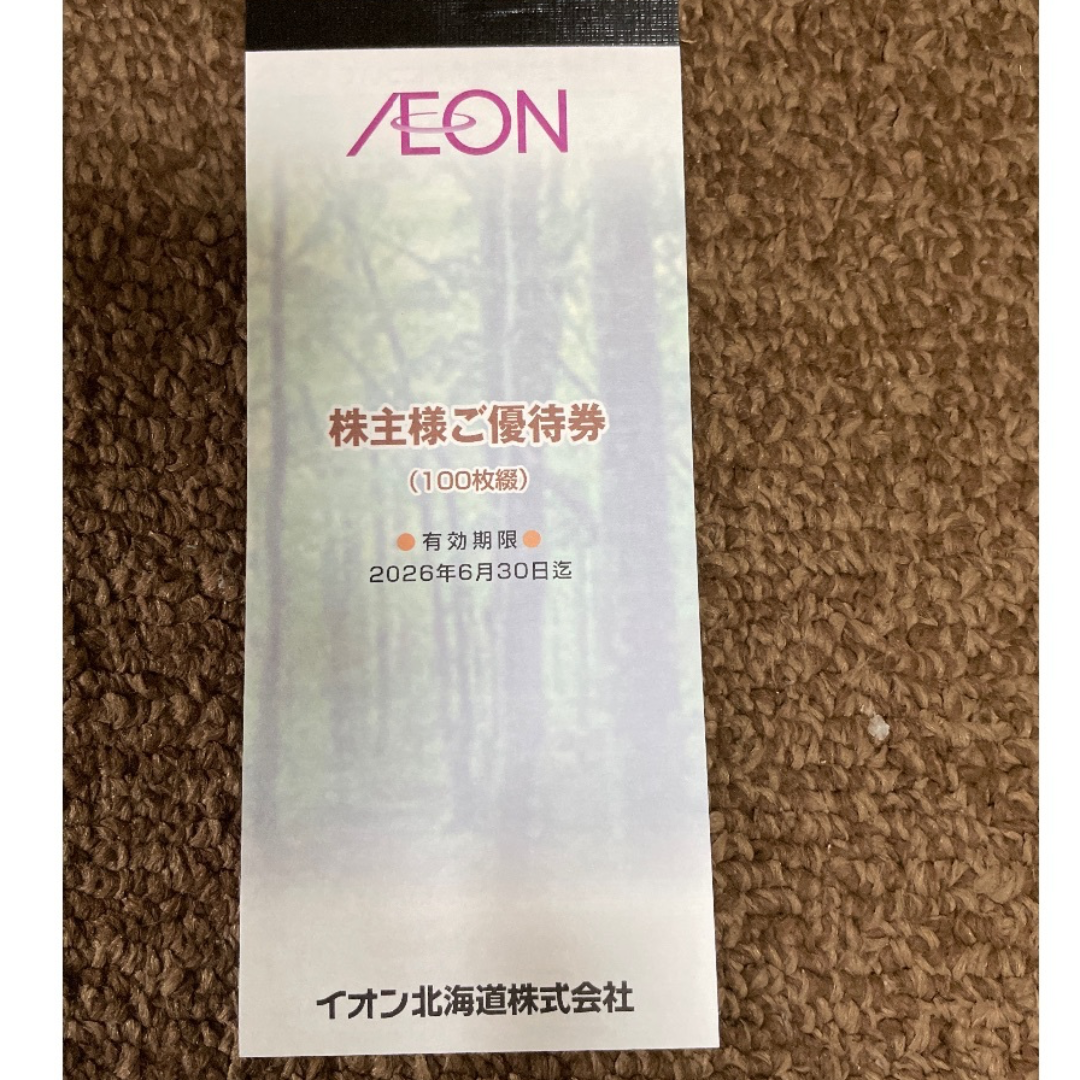 ÆON
株主様ご優待券
（100枚綴）
●有効期限●
2026年6月30日迄
イオン北海道株式会社